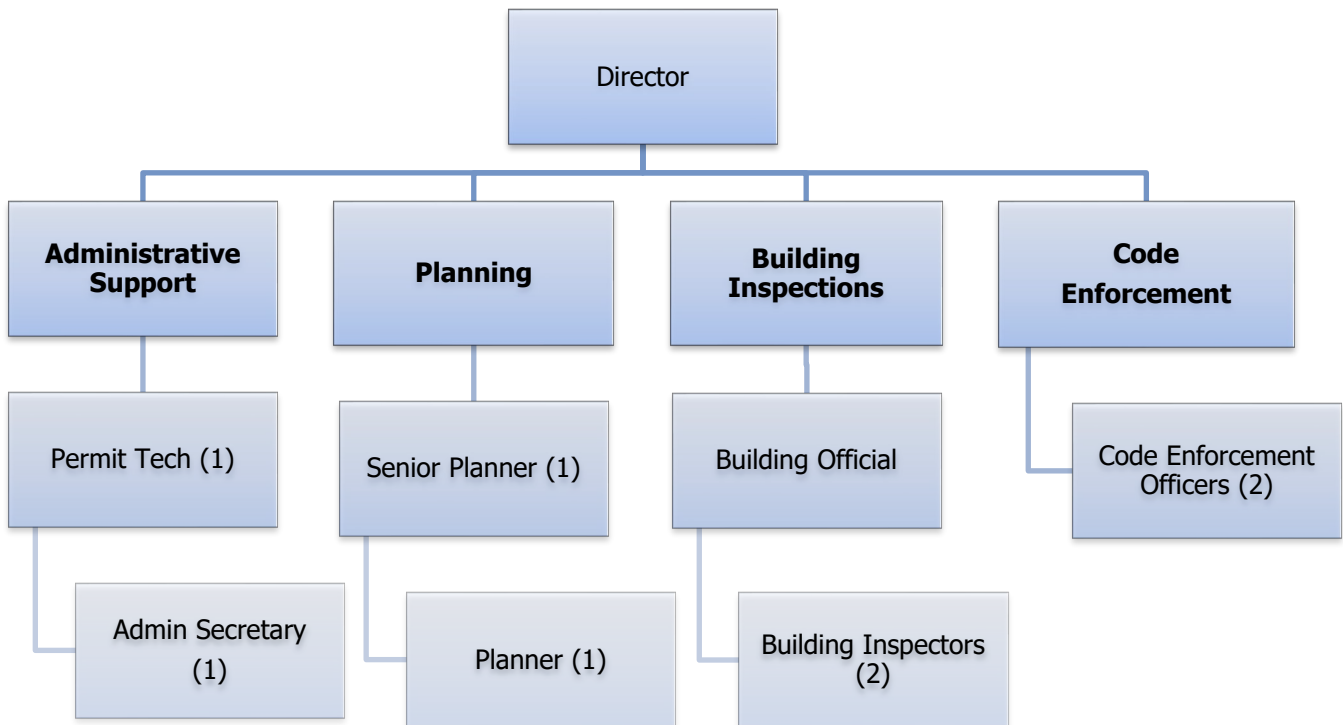 Director
Administrative
Support
Planning
Building
Inspections
Code
Enforcement
Permit Tech (1)
Senior Planner (1)
Building Official
Code Enforcement
Officers (2)
Admin Secretary
(1)
Planner (1)
Building Inspectors
(2)